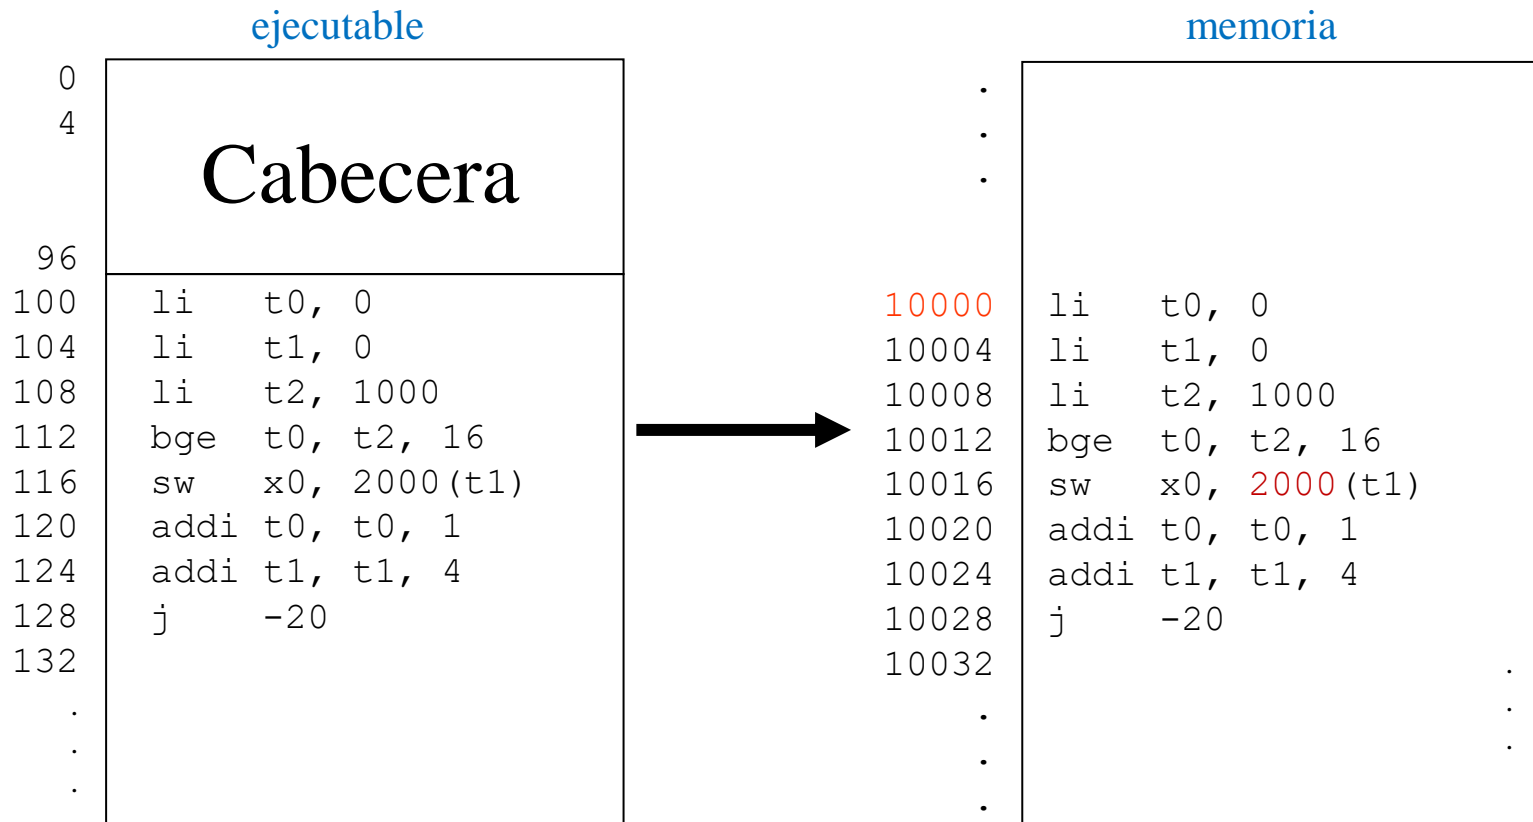 ejecutable
0
4
Cabecera
96
100 li t0, 0
104 li t1, 0
108 li t2, 1000
112 bge t0, t2, 16
116 sw x0, 2000(t1)
120 addi t0, t0, 1
124 addi t1, t1, 4
128 j -20
132
.
.
.
memoria
.
.
.
10000 li t0, 0
10004 li t1, 0
10008 li t2, 1000
10012 bge t0, t2, 16
10016 sw x0, 2000(t1)
10020 addi t0, t0, 1
10024 addi t1, t1, 4
10028 j -20
10032 .
. .
. .
.